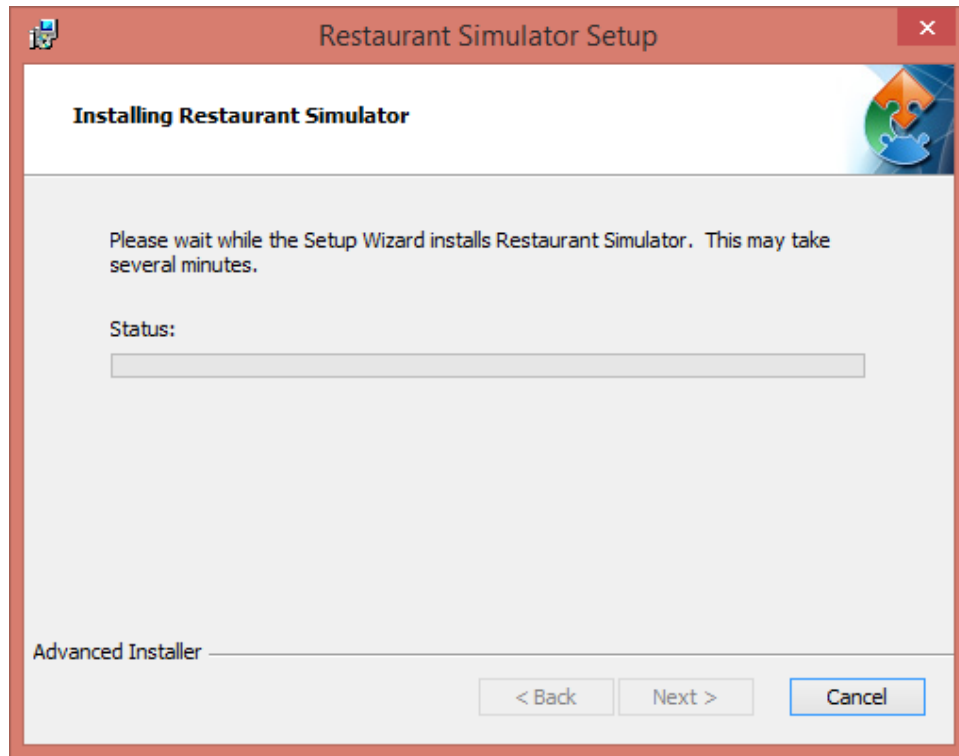 Restaurant Simulator Setup
Installing Restaurant Simulator
Please wait while the Setup Wizard installs Restaurant Simulator.  This may take
several minutes.
Status:
Advanced Installer
< Back Next > Cancel